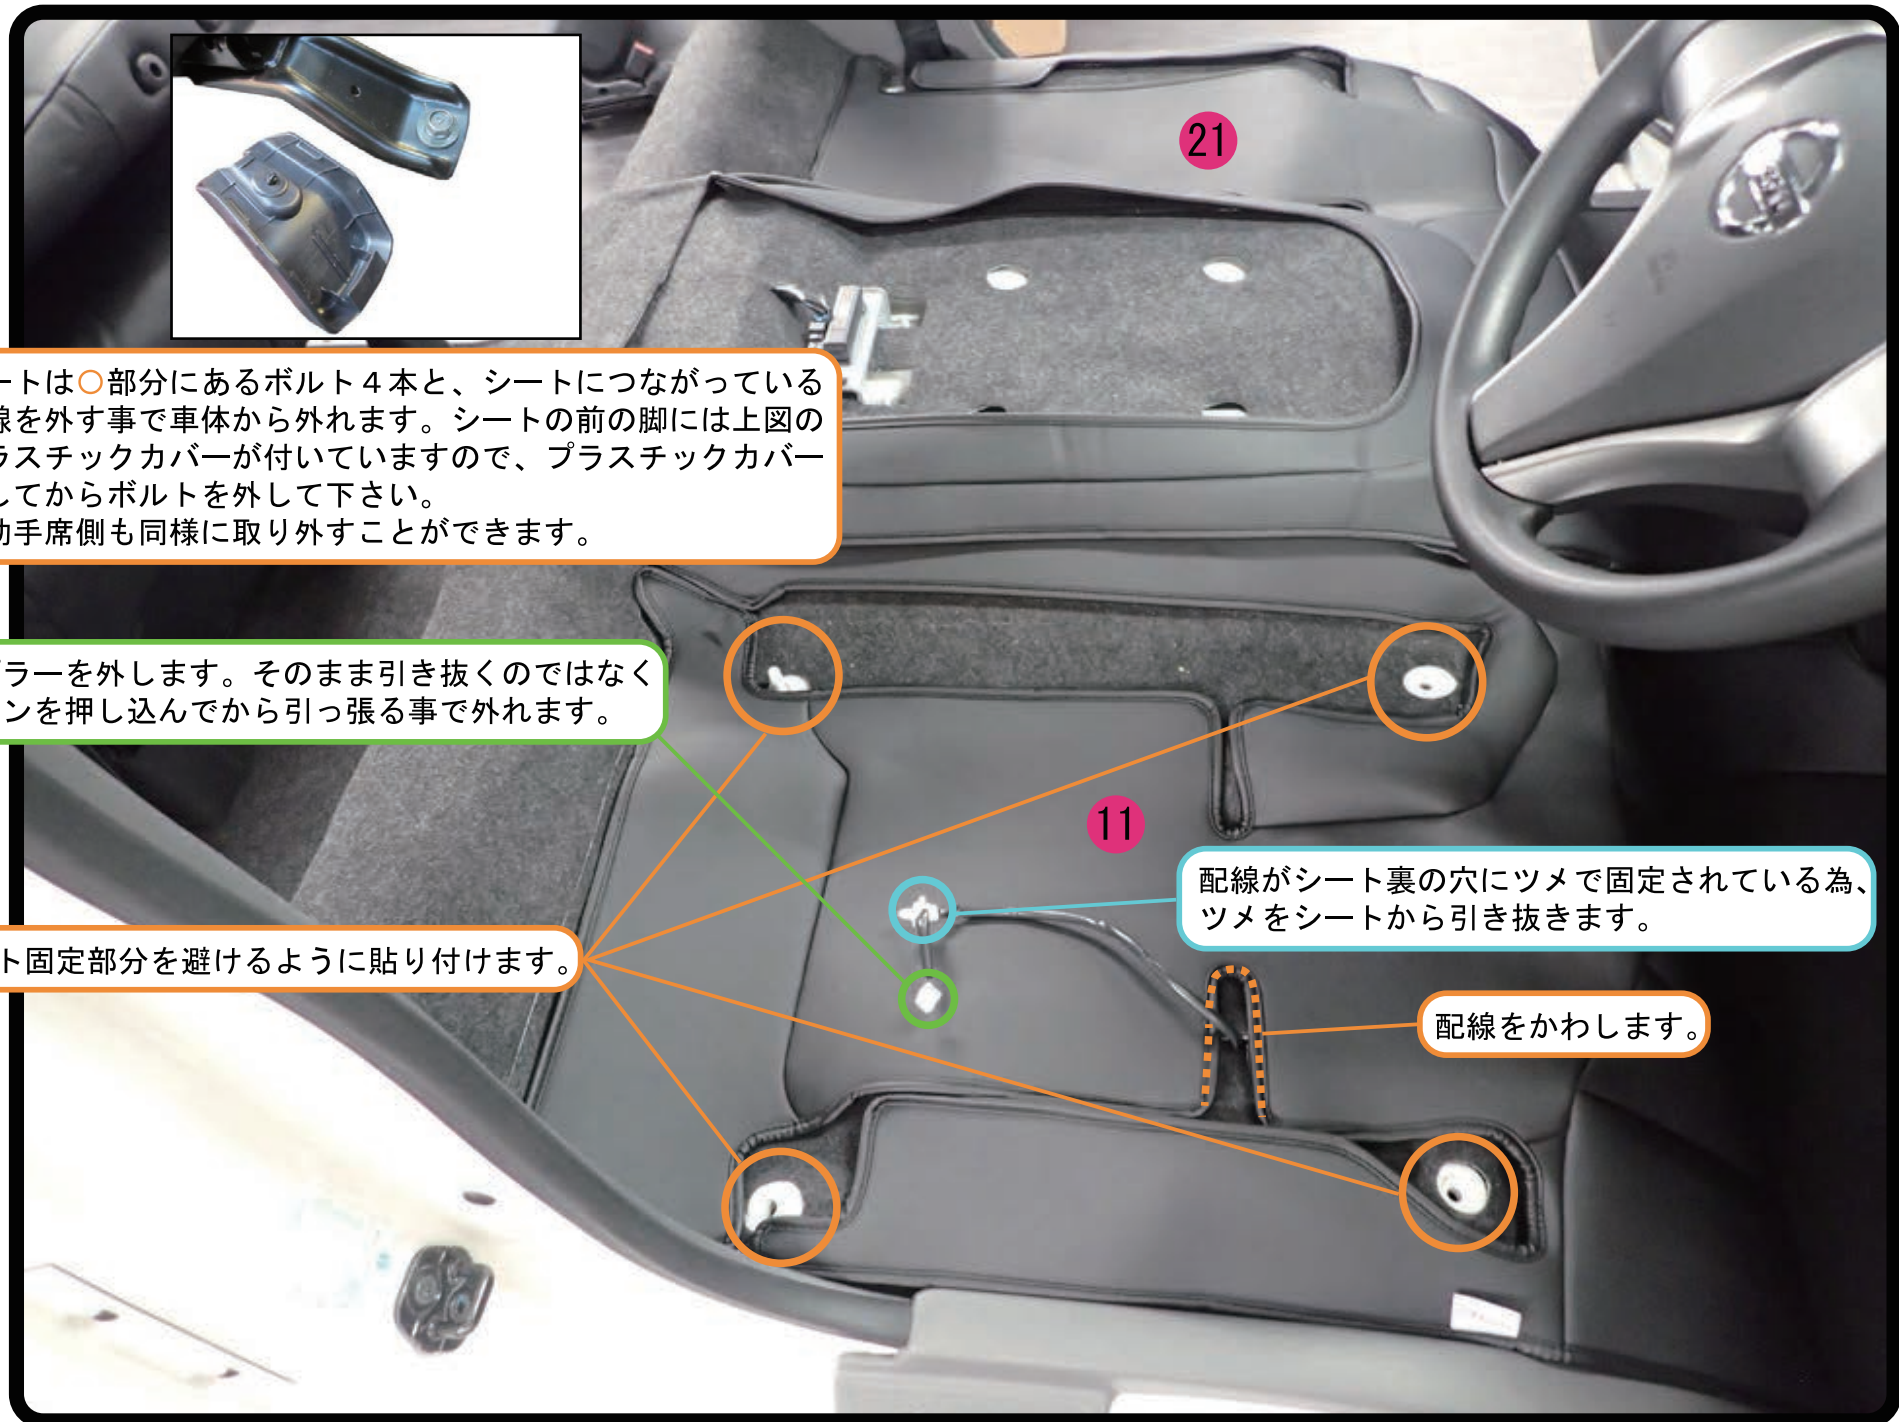 21
ートは○部分にあるボルト４本と、シートにつながっている
線を外す事で車体から外れます。シートの前の脚には上図の
ラスチックカバーが付いていますので、プラスチックカバー
してからボルトを外して下さい。
助手席側も同様に取り外すことができます。
プラーを外します。そのまま引き抜くのではなく
ンを押し込んでから引っ張る事で外れます。
11
配線がシート裏の穴にツメで固定されている為、
ツメをシートから引き抜きます。
ト固定部分を避けるように貼り付けます。
配線をかわします。